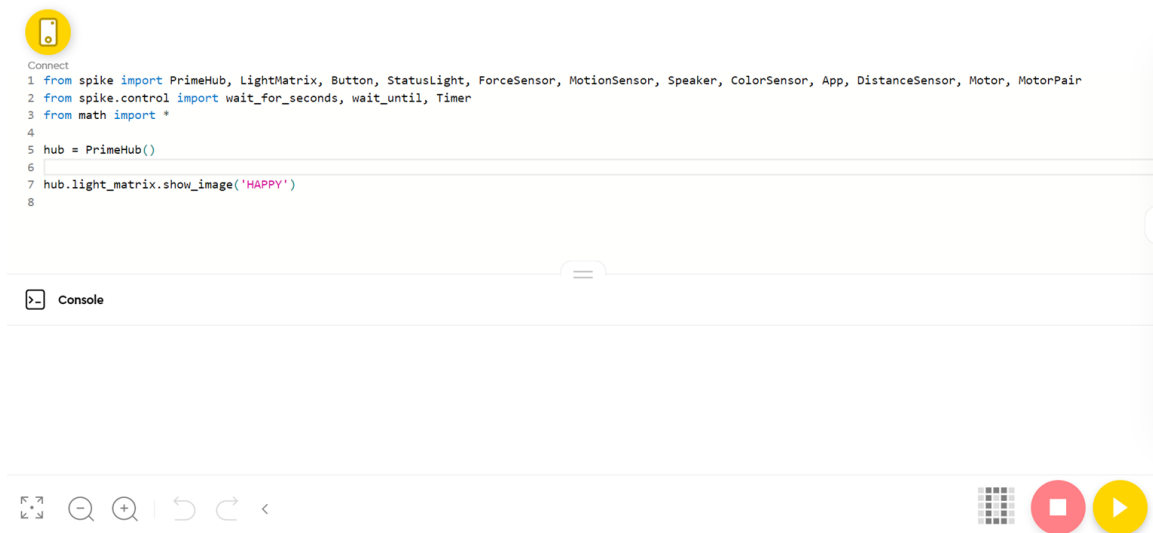 Connect
1 from spike import PrimeHub, LightMatrix, Button, StatusLight, ForceSensor, MotionSensor, Speaker, ColorSensor, App, DistanceSensor, Motor, MotorPair
2 from spike.control import wait_for_seconds, wait_until, Timer
3 from math import *
4
5 hub = PrimeHub()
6
7 hub.light_matrix.show_image('HAPPY')
8
Console